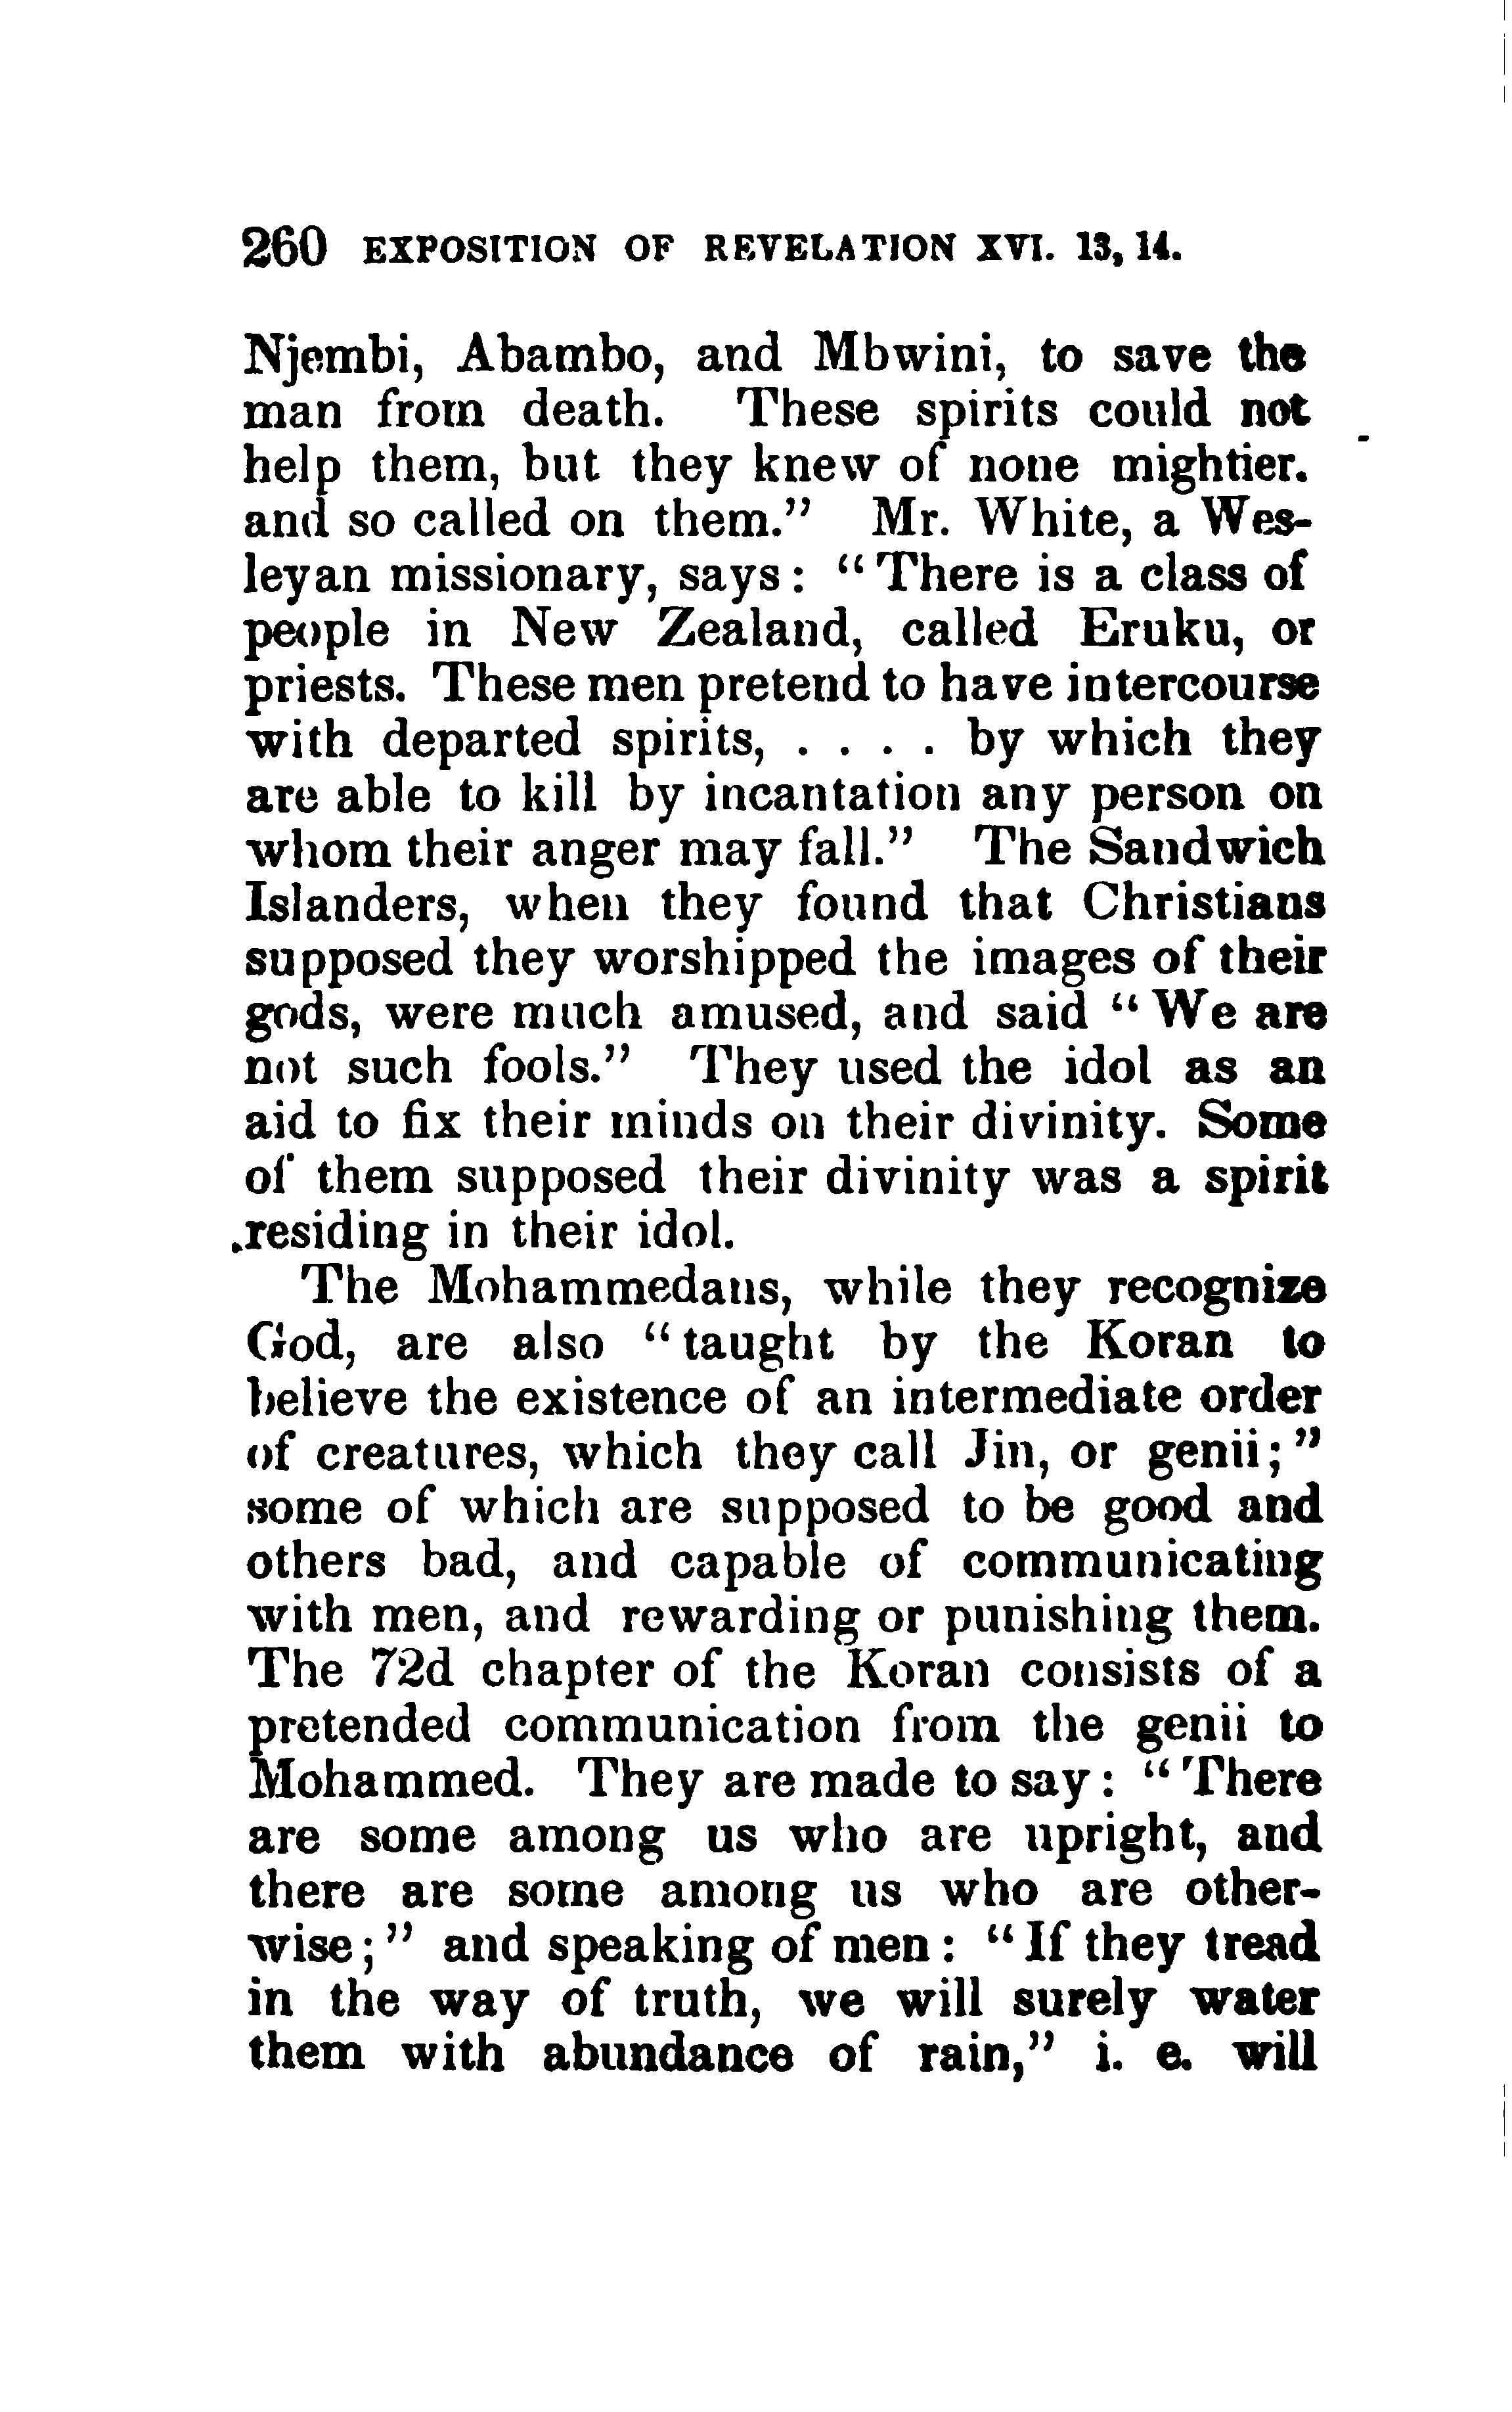 260 EXPOSITION OF REVELATION XVI. 13, 14.
Njembi, Abambo, and Mbwini, to save the
man from death. These spirits could not
help them, but they knew of none mightier.
and so called on them.” Mr. White, a Wes-
leyan missionary, says: “There is a class of
people in New Zealand, called Eruku, or
priests. These men pretend to have intercourse
with departed spirits, . . . . by which they
are able to kill by incantation any person on
whom their anger may fall.” The Sandwich
Islanders, when they found that Christians
supposed they worshipped the images of their
gods, were much amused, and said “We are
not such fools.” They used the idol as an
aid to fix their minds on their divinity. Some
of them supposed their divinity was a spirit
residing in their idol.
The Mohammedans, while they recognize
God, are also “taught by the Koran to
believe the existence of an intermediate order
of creatures, which they call Jin, or genii;”
some of which are supposed to be good and
others bad, and capable of communicating
with men, and rewarding or punishing them.
The 72d chapter of the Koran consists of a
pretended communication from the genii to
Mohammed. They are made to say: “There
are some among us who are upright, and
there are some among us who are other-
wise;” and speaking of men: “If they tread
in the way of truth, we will surely water
them with abundance of rain,” i. e. will